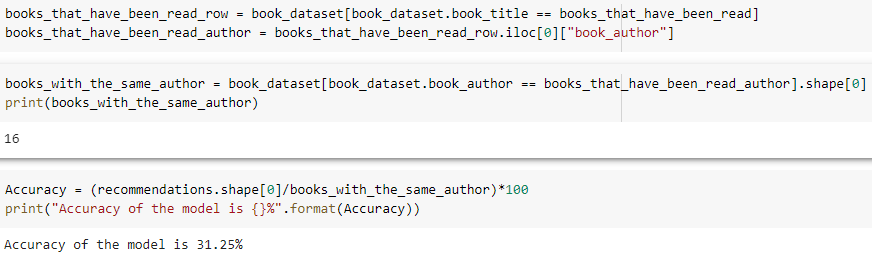 books_that_have_been_read_row = book_dataset[book_dataset.book_title == books_that_have_been_read]
books_that_have_been_read_author = books_that_have_been_read_row.iloc[0]["book_author"]
books_with_the_same_author = book_dataset[book_dataset.book_author == books_that_have_been_read_author].shape[0]
print(books_with_the_same_author)
16
Accuracy = (recommendations.shape[0]/books_with_the_same_author)*100
print("Accuracy of the model is {}%".format(Accuracy))
Accuracy of the model is 31.25%